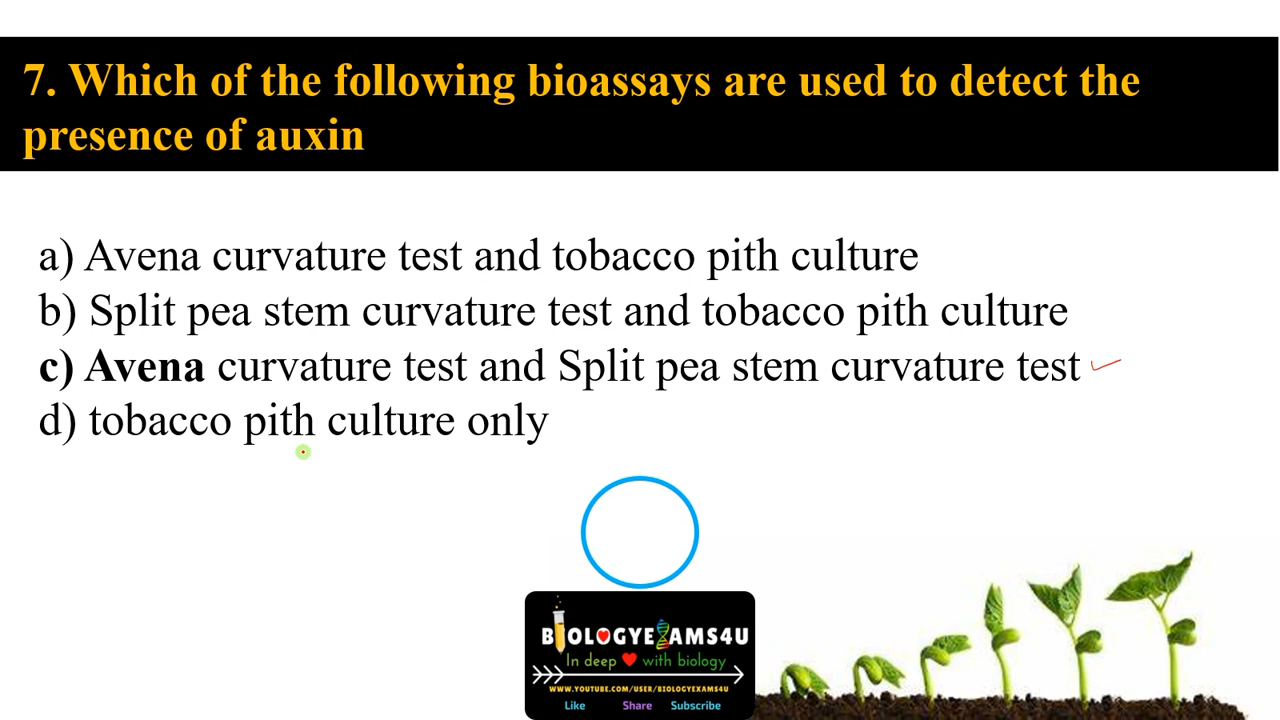 7. Which of the following bioassays are used to detect the
presence of auxin
a) Avena curvature test and tobacco pith culture
b) Split pea stem curvature test and tobacco pith culture
c) Avena curvature test and Split pea stem curvature test
d) tobacco pith culture only
BIOLOGYEXAMS4U
In deep with biology
WWW.YOUTUBE.COM/USER/BIOLOGYEXAMS4U
Like Share Subscribe